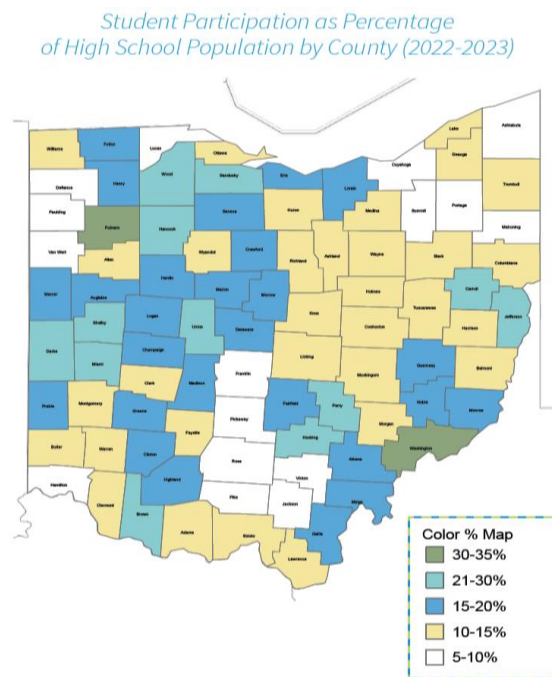 Student Participation as Percentage
of High School Population by County (2022-2023)
Ashtabula
Lake
Geauga
Williams
Fulton
Lucas
Ottawa
Cuyahoga
Trumbull
Defiance
Henry
Wood
Sandusky
Erie
Lorain
Paulding
Seneca
Huron
Medina
Summit
Portage
Mahoning
Putnam
Hancock
Van Wert
Allen
Wyandot
Crawford
Richland
Ashland
Wayne
Stark
Columbiana
Mercer
Auglaize
Hardin
Marion
Morrow
Holmes
Tuscarawas
Carroll
Jefferson
Shelby
Logan
Union
Delaware
Knox
Coshocton
Harrison
Darke
Miami
Champaign
Licking
Muskingum
Guernsey
Belmont
Clark
Madison
Franklin
Preble
Montgomery
Greene
Fairfield
Perry
Noble
Monroe
Fayette
Pickaway
Morgan
Washington
Butler
Warren
Clinton
Hocking
Athens
Hamilton
Highland
Ross
Vinton
Meigs
Clermont
Brown
Adams
Pike
Jackson
Gallia
Scioto
Lawrence
Color % Map
30-35%
21-30%
15-20%
10-15%
5-10%